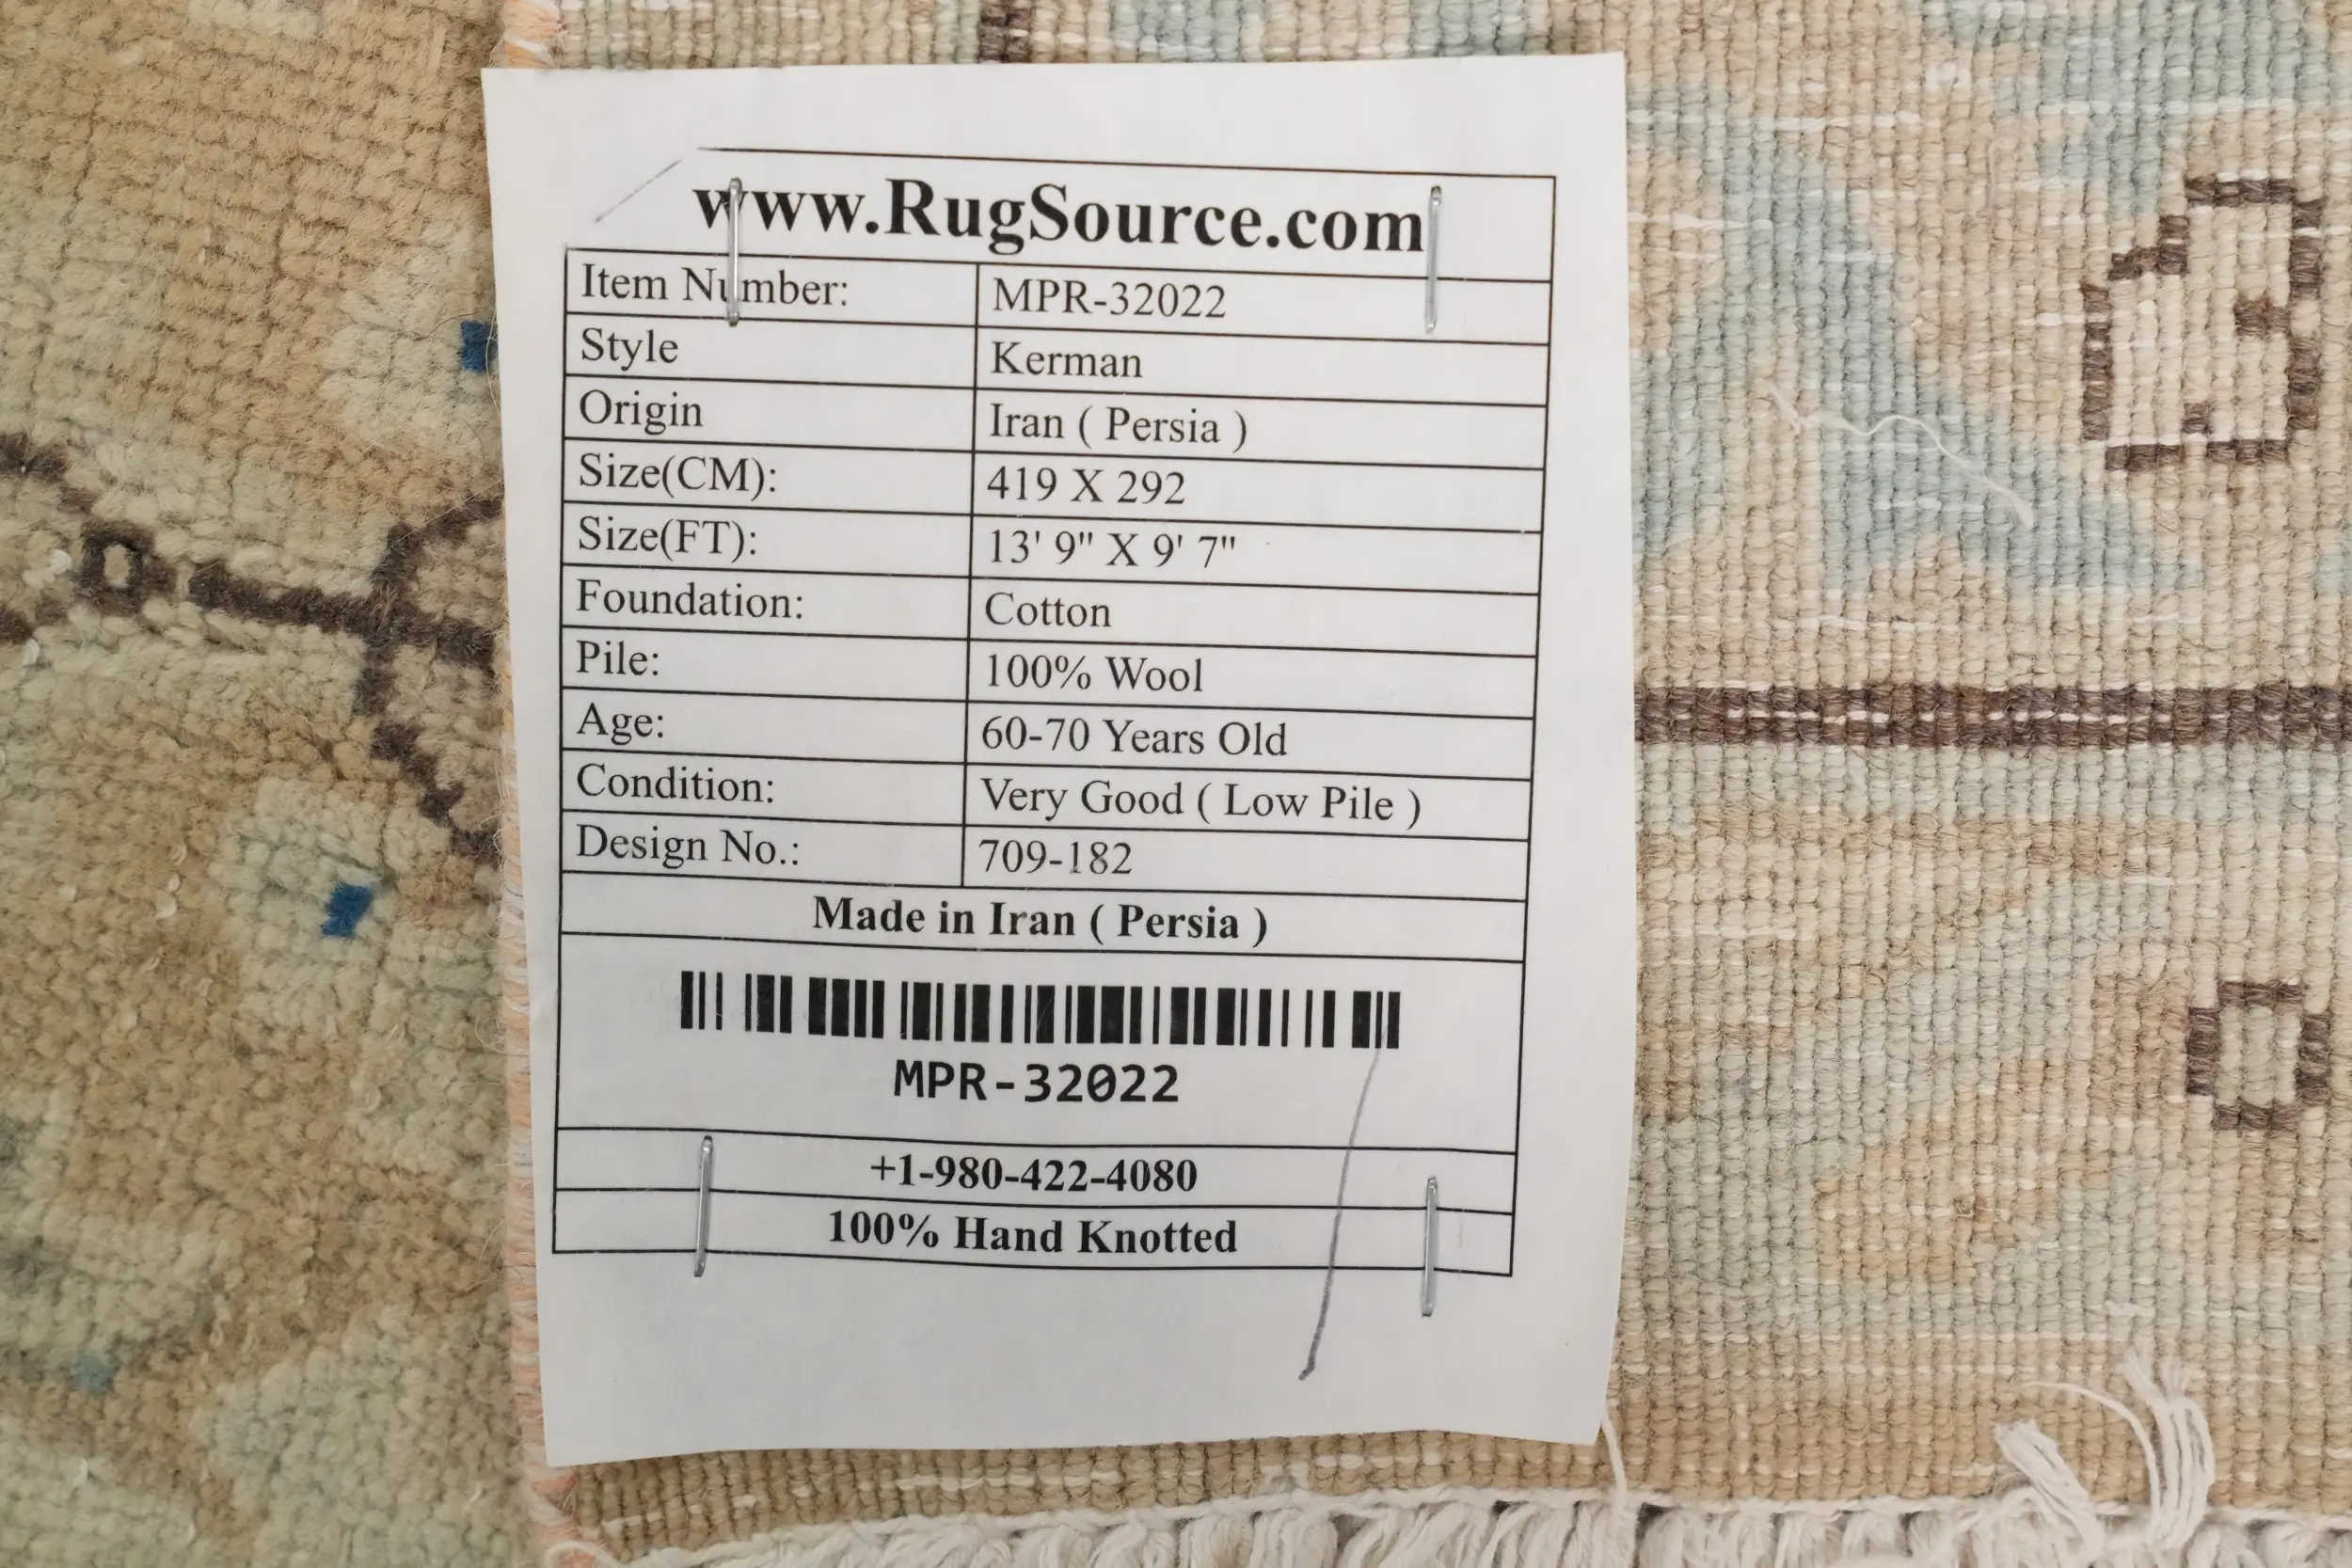 www.RugSource.com
Item Number: MPR-32022
Style Kerman
Origin Iran ( Persia )
Size(CM): 419 X 292
Size(FT): 13' 9" X 9' 7"
Foundation: Cotton
Pile: 100% Wool
Age: 60-70 Years Old
Condition: Very Good ( Low Pile )
Design No.: 709-182
Made in Iran ( Persia )
MPR-32022
+1-980-422-4080
100% Hand Knotted